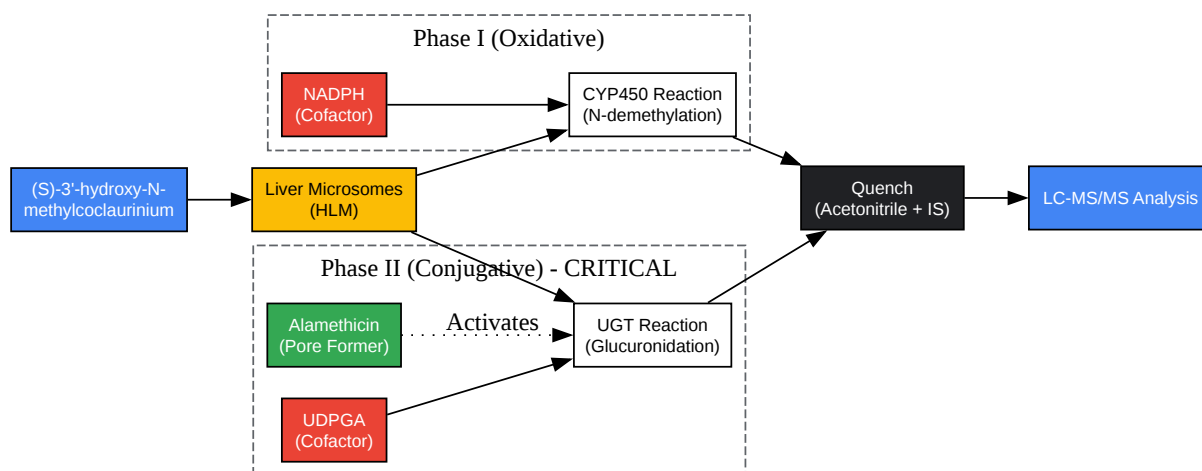 Phase I (Oxidative)
NADPH
(Cofactor)
CYP450 Reaction
(N-demethylation)
(S)-3'-hydroxy-N-
methylcoclaurinium
Liver Microsomes
(HLM)
Quench
(Acetonitrile + IS)
LC-MS/MS Analysis
Phase II (Conjugative) - CRITICAL
Alamethicin
(Pore Former)
Activates
UGT Reaction
(Glucuronidation)
UDPGA
(Cofactor)